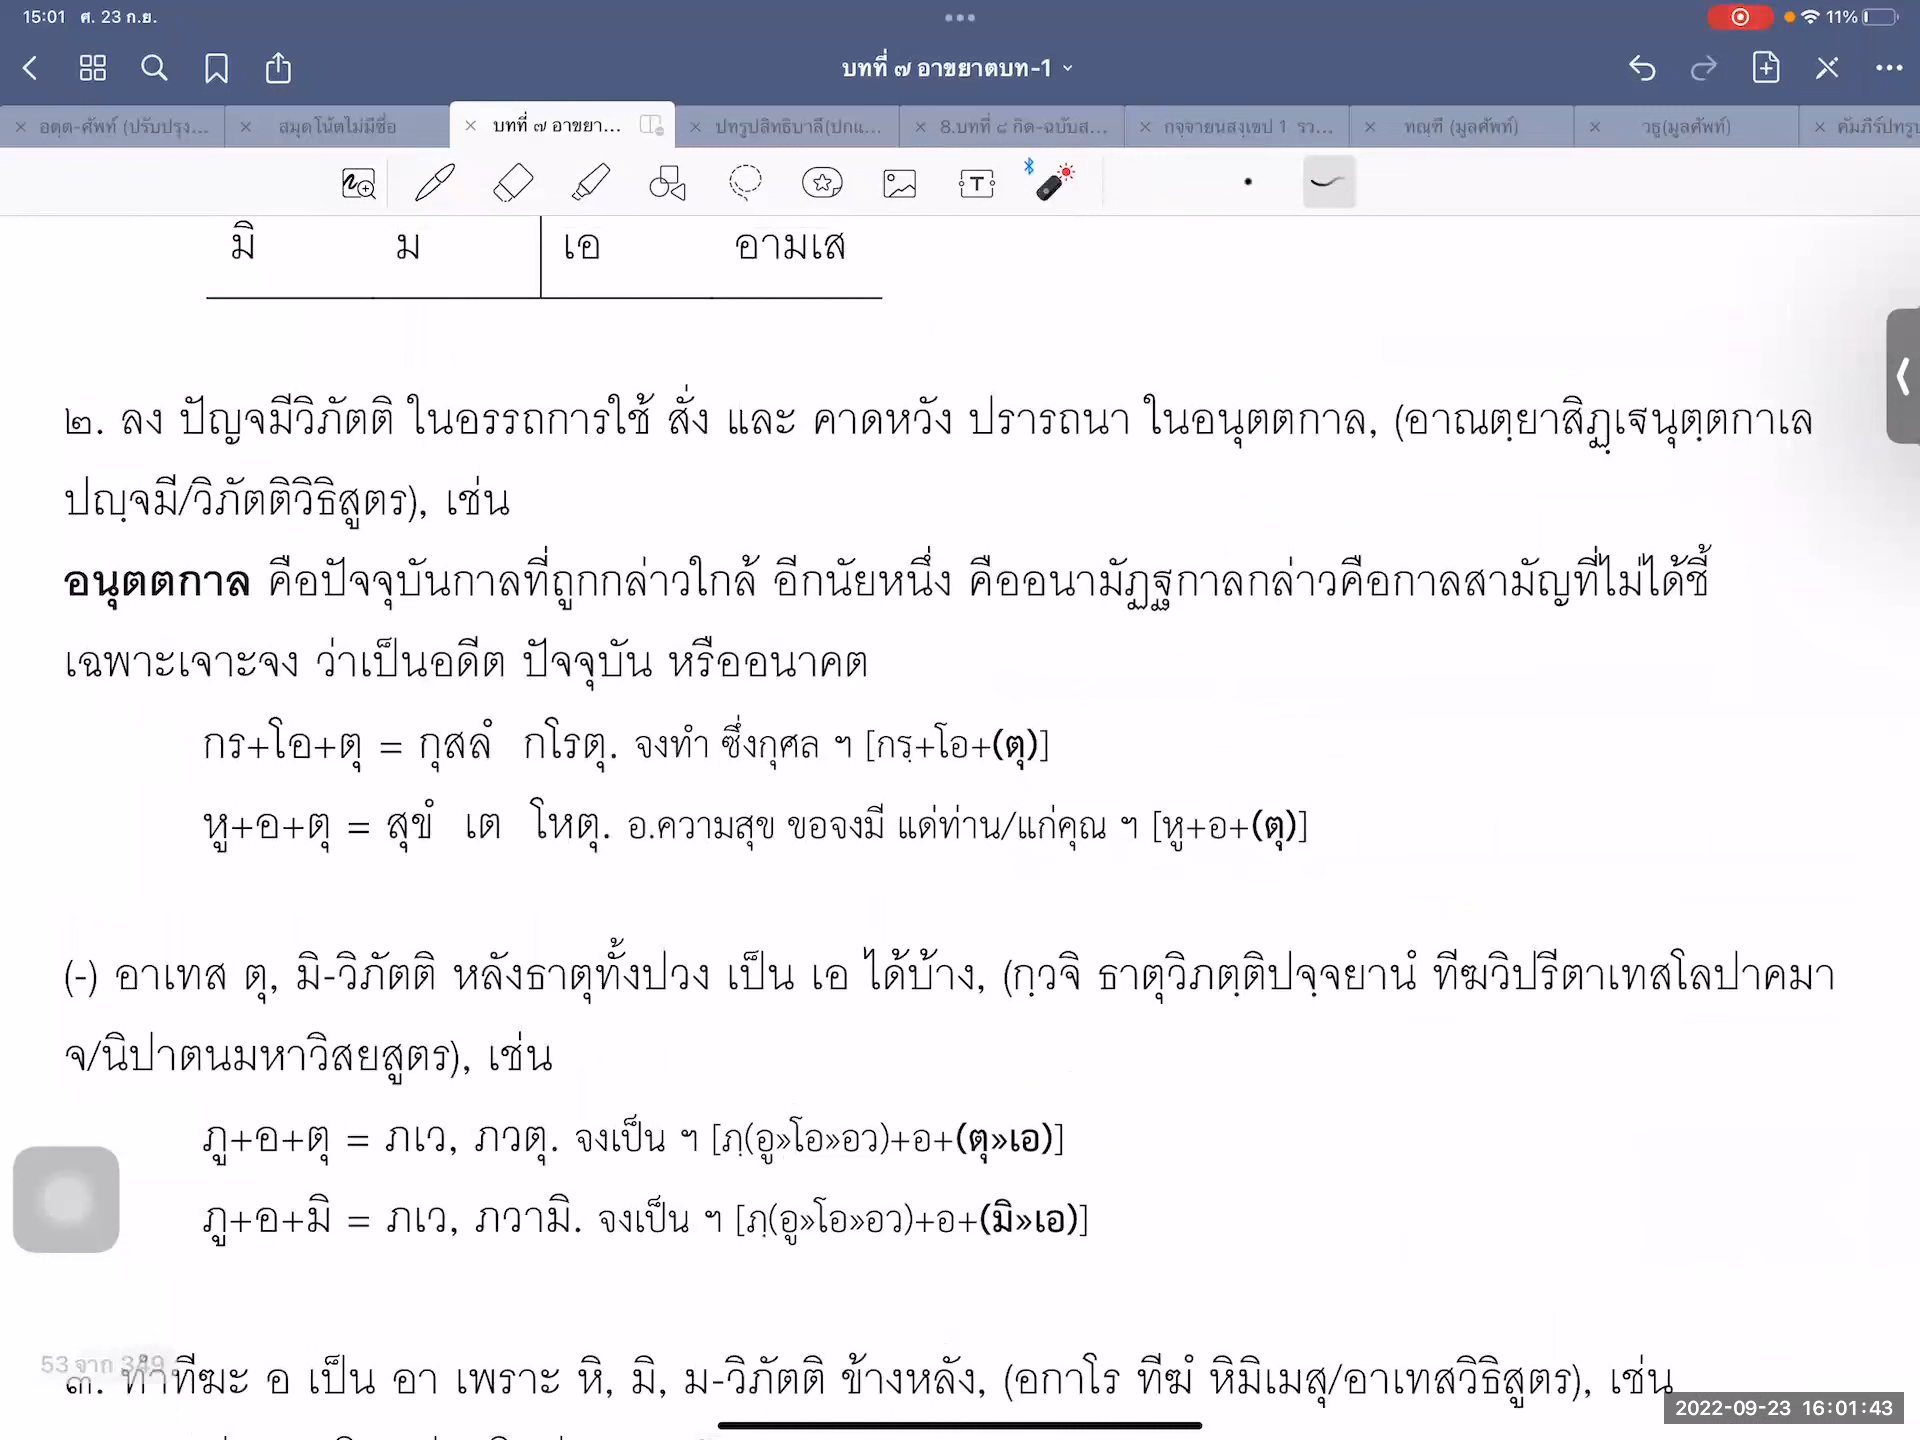 15:01 ศ. 23 ก.ย.
11%
บทที่ ๗ อาขยาตบท-1
อตฺต-ศัพท์ (ปรับปรุง... สมุดโน้ตไม่มีชื่อ บทที่ ๗ อาขยา... ปทรูปสิทธิบาลี(ปกแ... 8.บทที่ ๘ กิต-ฉบับส... กจฺจายนสงฺเขป 1 รว... ทณฺฑี (มูลศัพท์) วธู(มูลศัพท์) คัมภีร์ปทรูป
มิ ม เอ อามเส
๒. ลง ปัญจมีวิภัตติ ในอรรถการใช้ สั่ง และ คาดหวัง ปรารถนา ในอนุตตกาล, (อาณตฺยาสิฏฺเฐนุตฺตกาเล
ปญฺจมี/วิภัตติวิธิสูตร), เช่น
อนุตตกาล คือปัจจุบันกาลที่ถูกกล่าวใกล้ อีกนัยหนึ่ง คืออนามัฏฐกาลกล่าวคือกาลสามัญที่ไม่ได้ชี้
เฉพาะเจาะจง ว่าเป็นอดีต ปัจจุบัน หรืออนาคต
กร+โอ+ตุ = กุสลํ กโรตุ. จงทำ ซึ่งกุศล ฯ [กรฺ+โอ+(ตุ)]
หู+อ+ตุ = สุขํ เต โหตุ. อ.ความสุข ขอจงมี แด่ท่าน/แก่คุณ ฯ [หู+อ+(ตุ)]
(-) อาเทส ตุ, มิ-วิภัตติ หลังธาตุทั้งปวง เป็น เอ ได้บ้าง, (กฺวจิ ธาตุวิภตฺติปจฺจยานํ ทีฆวิปรีตาเทสโลปาคมา
จ/นิปาตนมหาวิสยสูตร), เช่น
ภู+อ+ตุ = ภเว, ภวตุ. จงเป็น ฯ [ภฺ(อู»โอ»อว)+อ+(ตุ»เอ)]
ภู+อ+มิ = ภเว, ภวามิ. จงเป็น ฯ [ภฺ(อู»โอ»อว)+อ+(มิ»เอ)]
53 จาก 349
๓. ทำทีฆะ อ เป็น อา เพราะ หิ, มิ, ม-วิภัตติ ข้างหลัง, (อกาโร ทีฆํ หิมิเมสุ/อาเทสวิธิสูตร), เช่น
2022-09-23 16:01:43